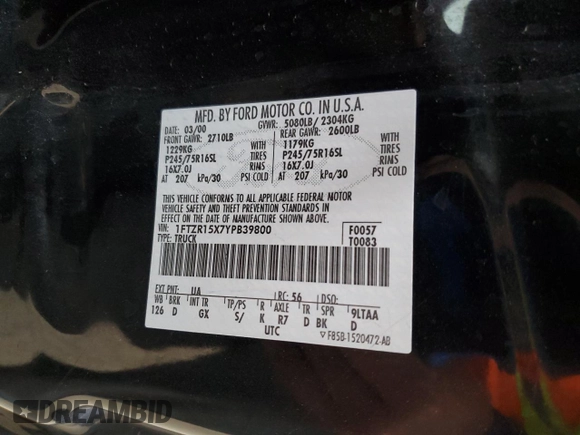 MFD. BY FORD MOTOR CO. IN U.S.A.
DATE: 03/00 GVWR: 5080LB/ 2304KG
FRONT GAWR: 2710LB REAR GAWR: 2600LB
1229KG WITH 1179KG WITH
P245/75R16SL TIRES P245/75R16SL TIRES
16X7.0J RIMS 16X7.0J RIMS
AT 207 kPa/30 PSI COLD AT 207 kPa/30 PSI COLD
THIS VEHICLE CONFORMS TO ALL APPLICABLE FEDERAL MOTOR
VEHICLE SAFETY AND THEFT PREVENTION STANDARDS IN
EFFECT ON THE DATE OF MANUFACTURE SHOWN ABOVE.
VIN: 1FTZR15X7YPB39800 F0057
TYPE: TRUCK T0083
EXT PNT: UA RC: 56 DSO:
WB BRK INT TR TP/PS R AXLE TR SPR 9LTAA
126 D GX S/ K R7 D BK D
UTC F85B-1520472-AB
DREAMBID